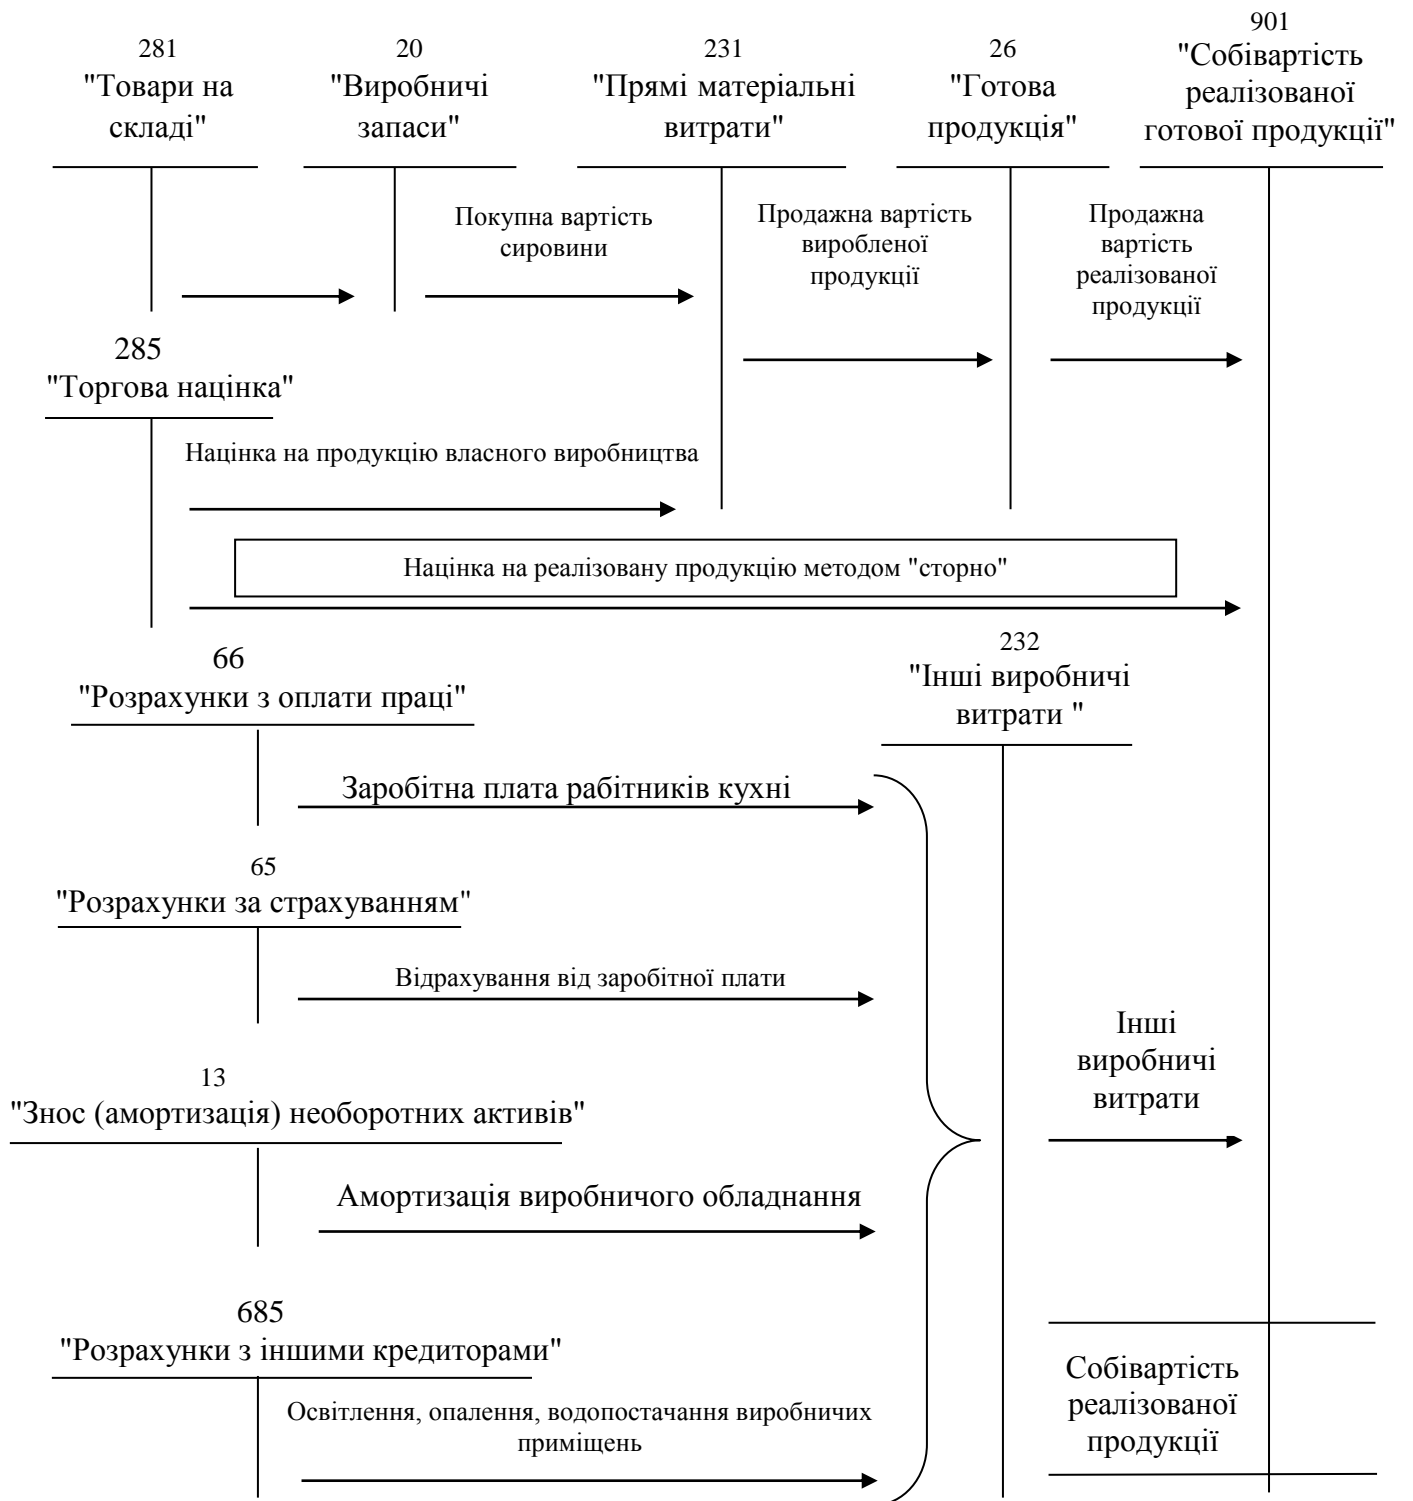 281
"Товари на
складі"
20
"Виробничі
запаси"
231
"Прямі матеріальні
витрати"
26
"Готова
продукція"
901
"Собівартість
реалізованої
готової продукції"
Покупна вартість
сировини
Продажна вартість
виробленої
продукції
Продажна
вартість
реалізованої
продукції
285
"Торгова націнка"
Націнка на продукцію власного виробництва
Націнка на реалізовану продукцію методом "сторно"
66
"Розрахунки з оплати праці"
232
"Інші виробничі
витрати "
Заробітна плата рабітників кухні
65
"Розрахунки за страхуванням"
Відрахування від заробітної плати
Інші
виробничі
витрати
13
"Знос (амортизація) необоротних активів"
Амортизація виробничого обладнання
685
"Розрахунки з іншими кредиторами"
Освітлення, опалення, водопостачання виробничих
приміщень
Собівартість
реалізованої
продукції